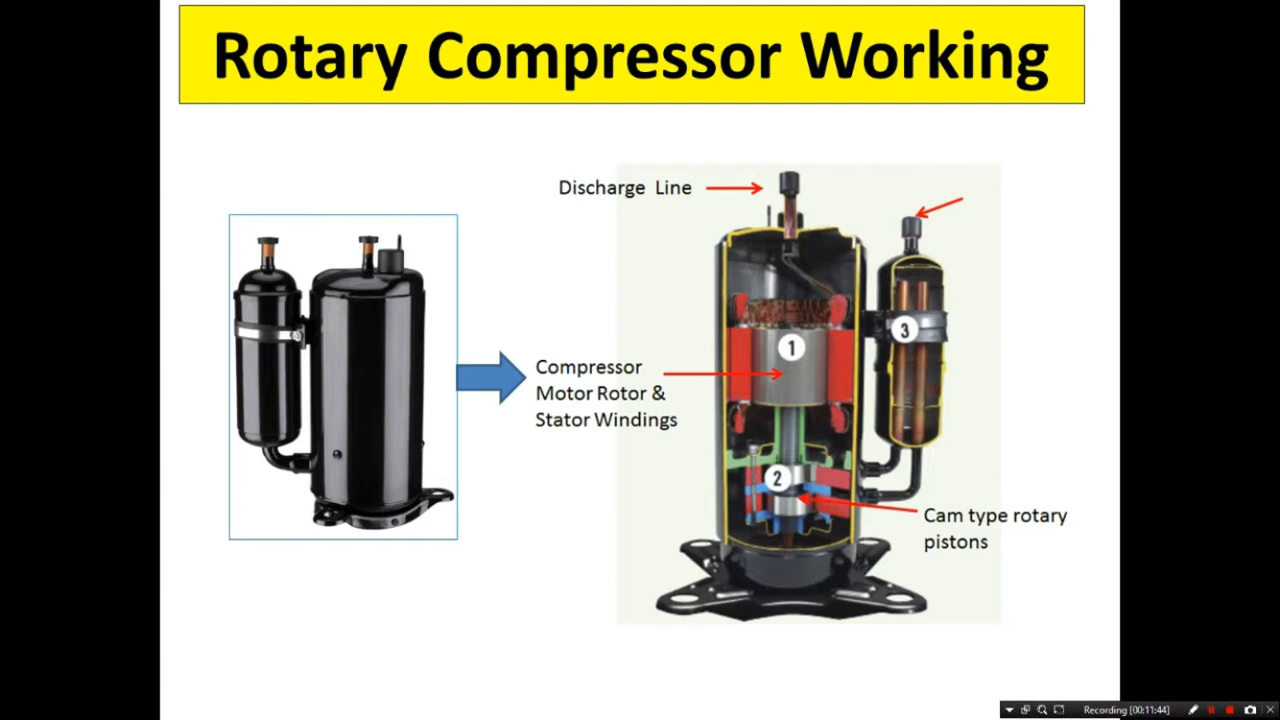 Rotary Compressor Working
Discharge Line
1
3
Compressor
Motor Rotor &
Stator Windings
2
Cam type rotary
pistons
Recording [00:11:44]